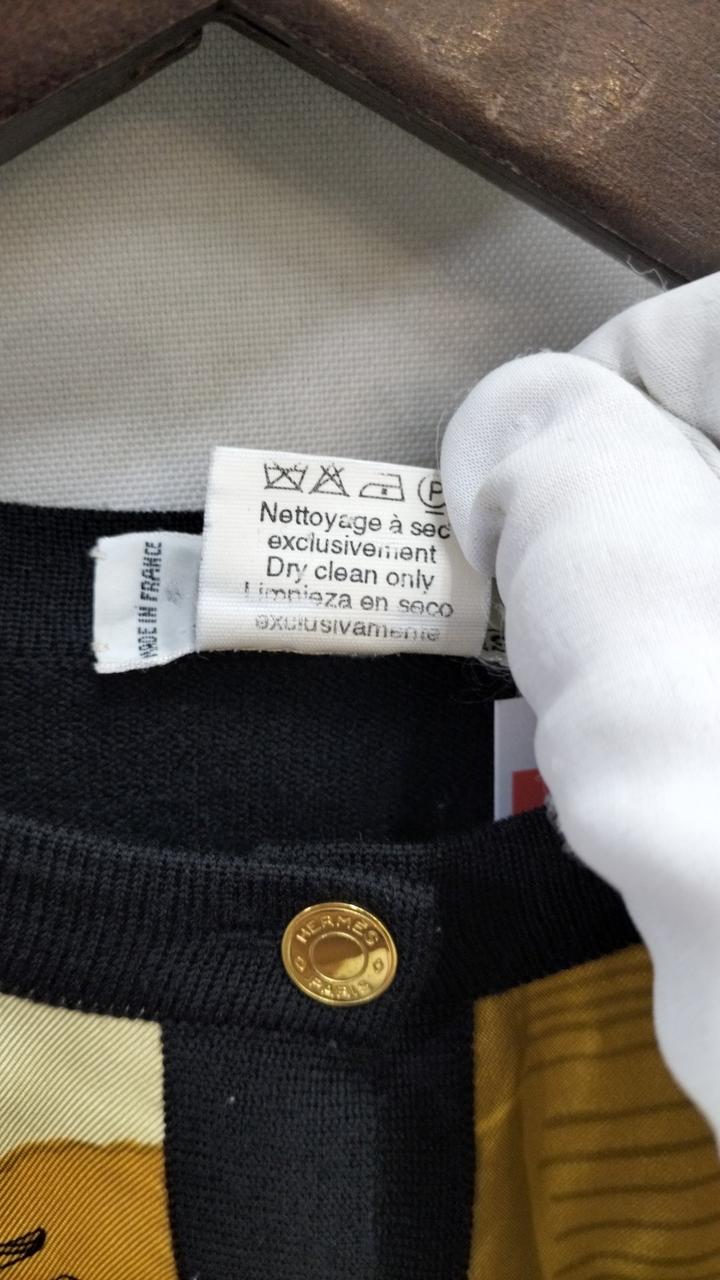 P
Nettoyage à sec
exclusivement
Dry clean only
Limpieza en seco
exclusivamente
MADE IN FRANCE
HERMES
PARIS